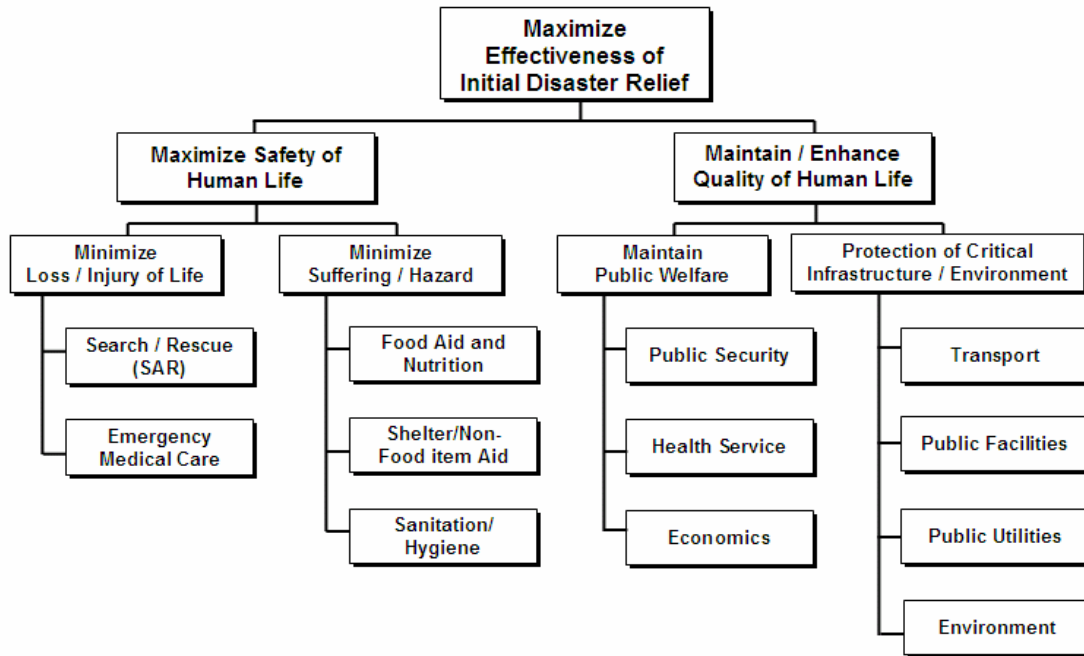 Maximize
Effectiveness of
Initial Disaster Relief
Maximize Safety of
Human Life
Maintain / Enhance
Quality of Human Life
Minimize
Loss / Injury of Life
Minimize
Suffering / Hazard
Maintain
Public Welfare
Protection of Critical
Infrastructure / Environment
Search / Rescue
(SAR)
Emergency
Medical Care
Food Aid and
Nutrition
Shelter/Non-
Food item Aid
Sanitation/
Hygiene
Public Security
Health Service
Economics
Transport
Public Facilities
Public Utilities
Environment